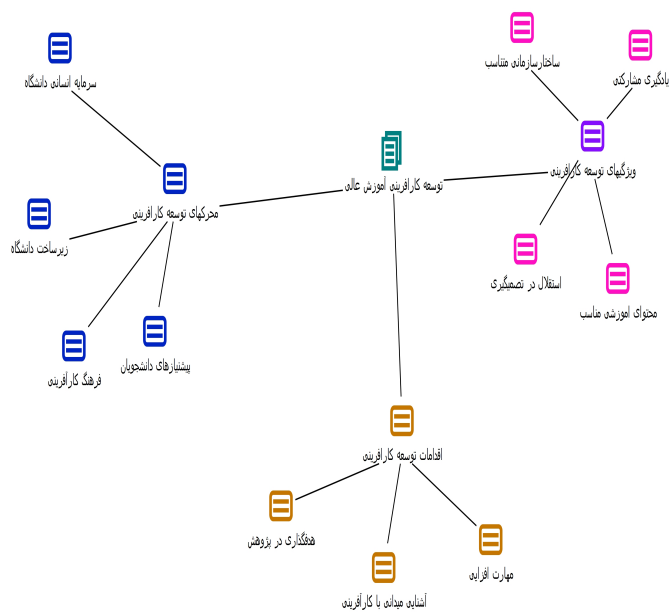 ساختارسازمانی متناسب
یادگیری مشارکتی
سرمایه انسانی دانشگاه
ویژگیهای توسعه کارآفرینی
توسعه کارآفرینی آموزش عالی
محرکهای توسعه کارآفرینی
زیرساخت دانشگاه
استقلال در تصمیگیری
محتوای آموزشی مناسب
پیشنیازهای دانشجویان
فرهنگ کارآفرینی
اقدامات توسعه کارآفرینی
هدفگذاری در پژوهش
مهارت افزایی
آشنایی میدانی با کارآفرینی